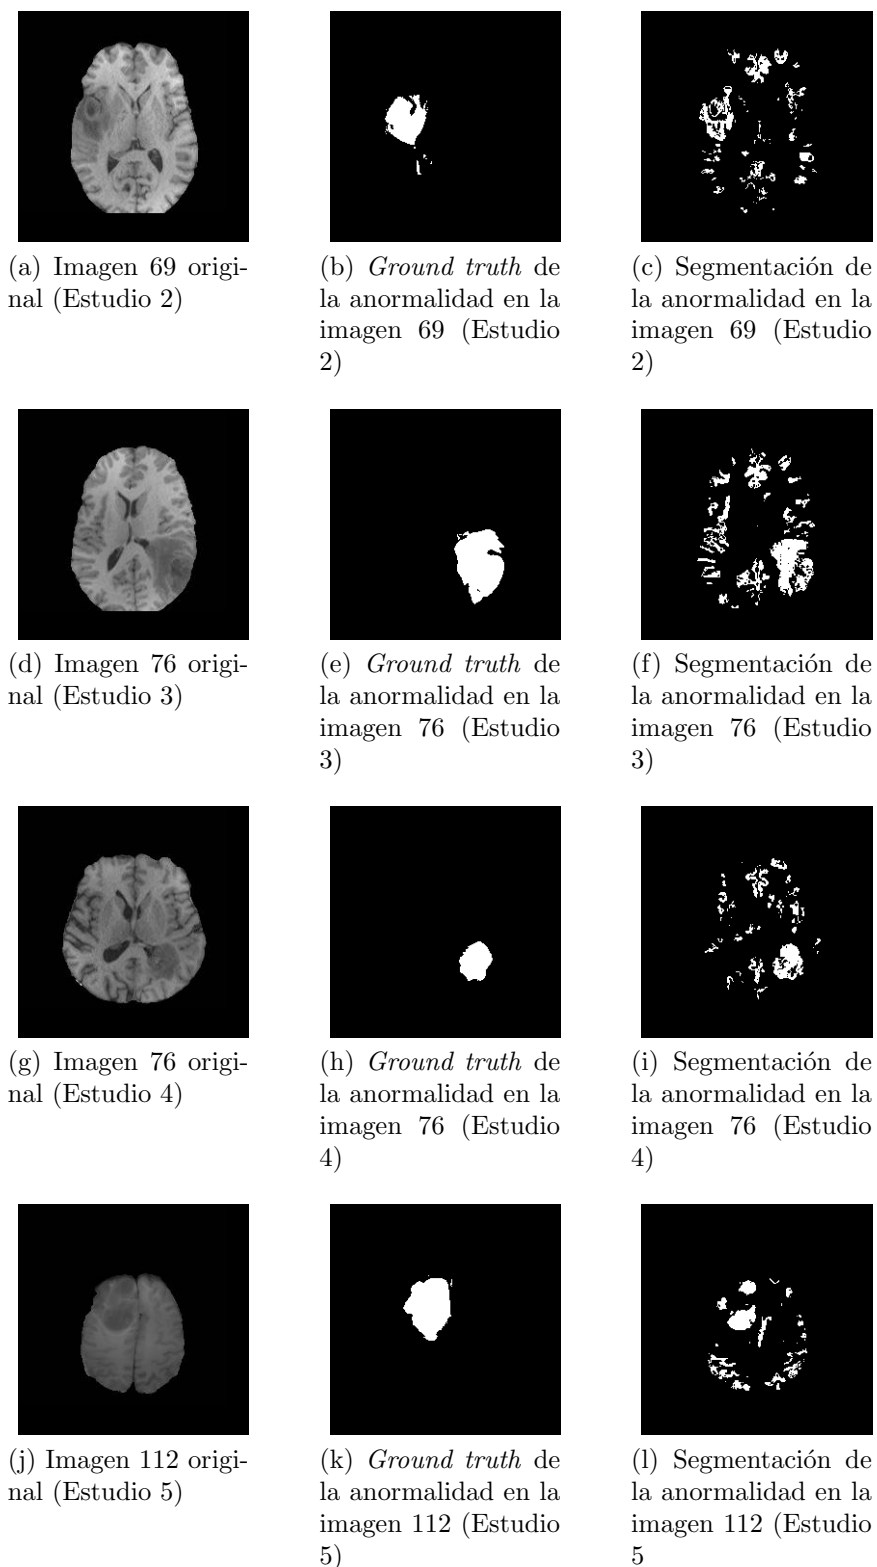 (a) Imagen 69 origi-
nal (Estudio 2)
(b) Ground truth de
la anormalidad en la
imagen 69 (Estudio
2)
(c) Segmentación de
la anormalidad en la
imagen 69 (Estudio
2)
(d) Imagen 76 origi-
nal (Estudio 3)
(e) Ground truth de
la anormalidad en la
imagen 76 (Estudio
3)
(f) Segmentación de
la anormalidad en la
imagen 76 (Estudio
3)
(g) Imagen 76 origi-
nal (Estudio 4)
(h) Ground truth de
la anormalidad en la
imagen 76 (Estudio
4)
(i) Segmentación de
la anormalidad en la
imagen 76 (Estudio
4)
(j) Imagen 112 origi-
nal (Estudio 5)
(k) Ground truth de
la anormalidad en la
imagen 112 (Estudio
5)
(l) Segmentación de
la anormalidad en la
imagen 112 (Estudio
5